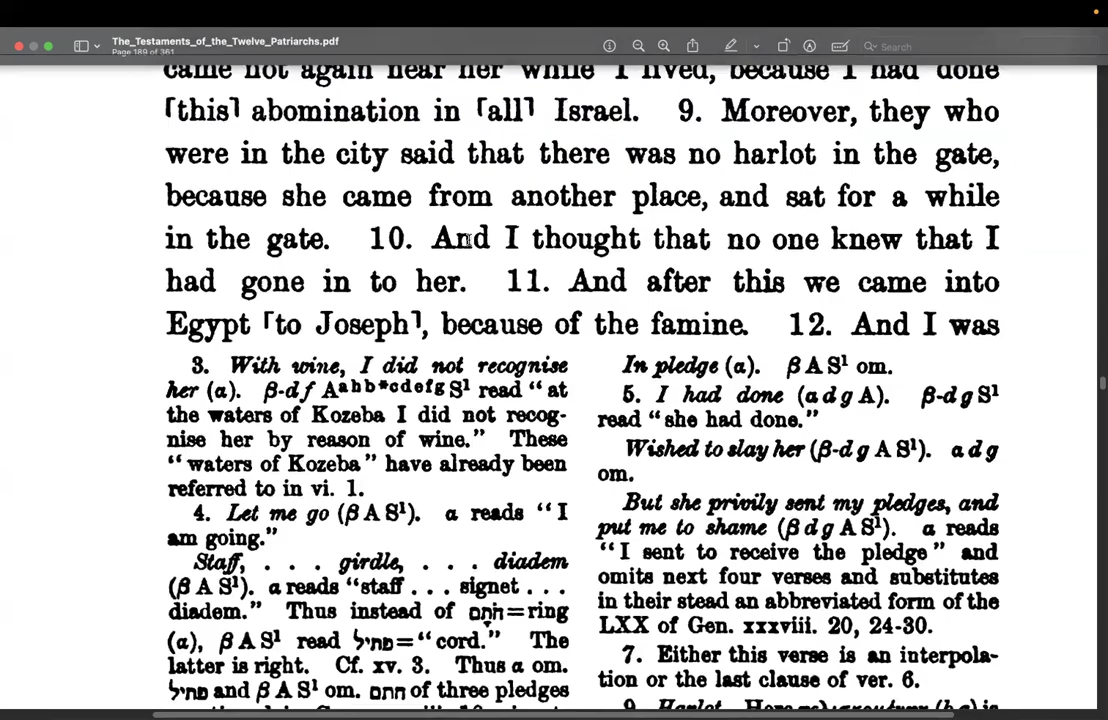 The_Testaments_of_the_Twelve_Patriarchs.pdf
Page 189 of 361
Search
came not again near her while I lived, because I had done
⌈this⌉ abomination in ⌈all⌉ Israel. 9. Moreover, they who
were in the city said that there was no harlot in the gate,
because she came from another place, and sat for a while
in the gate. 10. And I thought that no one knew that I
had gone in to her. 11. And after this we came into
Egypt ⌈to Joseph⌉, because of the famine. 12. And I was
3. With wine, I did not recognise
her (α). β-d f Aabb*cdefg S¹ read “at
the waters of Kozeba I did not recog-
nise her by reason of wine.” These
“waters of Kozeba” have already been
referred to in vi. 1.
4. Let me go (β A S¹). α reads “I
am going.”
Staff, . . . girdle, . . . diadem
(β A S¹). α reads “staff . . . signet . . .
diadem.” Thus instead of חֹתָם=ring
(α), β A S¹ read פתיל=“cord.” The
latter is right. Cf. xv. 3. Thus α om.
פתיל and β A S¹ om. חתם of three pledges
In pledge (α). β A S¹ om.
5. I had done (α d g A). β-d g S¹
read “she had done.”
Wished to slay her (β-d g A S¹). α d g
om.
But she privily sent my pledges, and
put me to shame (β d g A S¹). α reads
“I sent to receive the pledge” and
omits next four verses and substitutes
in their stead an abbreviated form of the
LXX of Gen. xxxviii. 20, 24-30.
7. Either this verse is an interpola-
tion or the last clause of ver. 6.
9. Harlot.